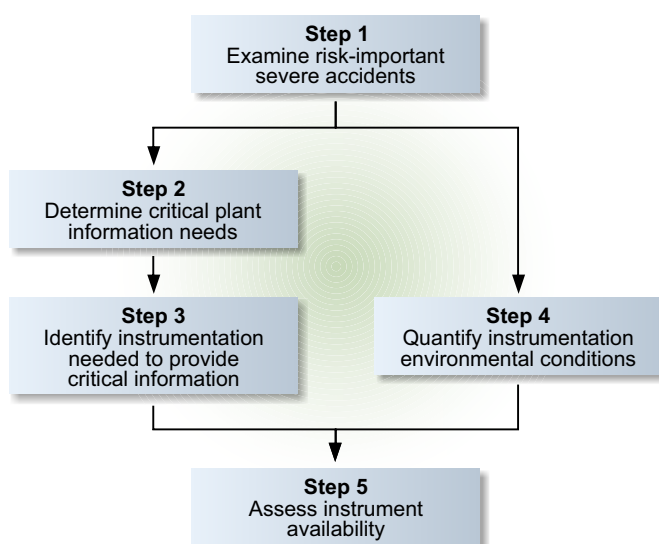 Step 1
Examine risk-important
severe accidents
Step 2
Determine critical plant
information needs
Step 3
Identify instrumentation
needed to provide
critical information
Step 4
Quantify instrumentation
environmental conditions
Step 5
Assess instrument
availability